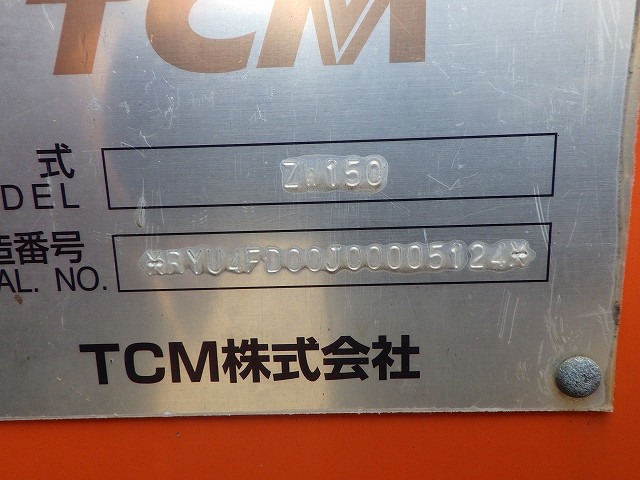 TCM
式
ZW150
DEL
造番号
*RYU4FD00J00005124*
AL. NO.
TCM株式会社